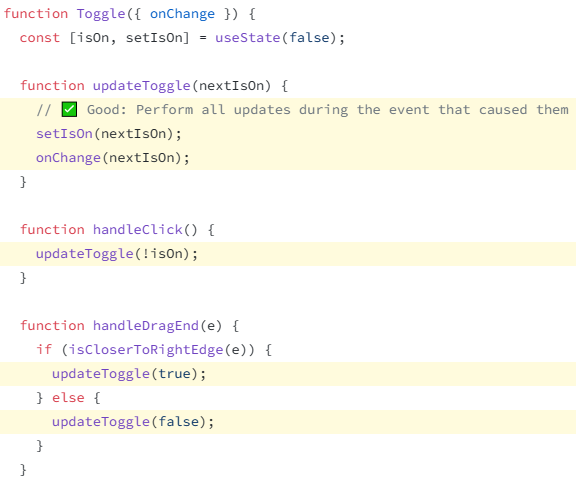 function Toggle({ onChange }) {
  const [isOn, setIsOn] = useState(false);

  function updateToggle(nextIsOn) {
    // ✅ Good: Perform all updates during the event that caused them
    setIsOn(nextIsOn);
    onChange(nextIsOn);
  }

  function handleClick() {
    updateToggle(!isOn);
  }

  function handleDragEnd(e) {
    if (isCloserToRightEdge(e)) {
      updateToggle(true);
    } else {
      updateToggle(false);
    }
  }